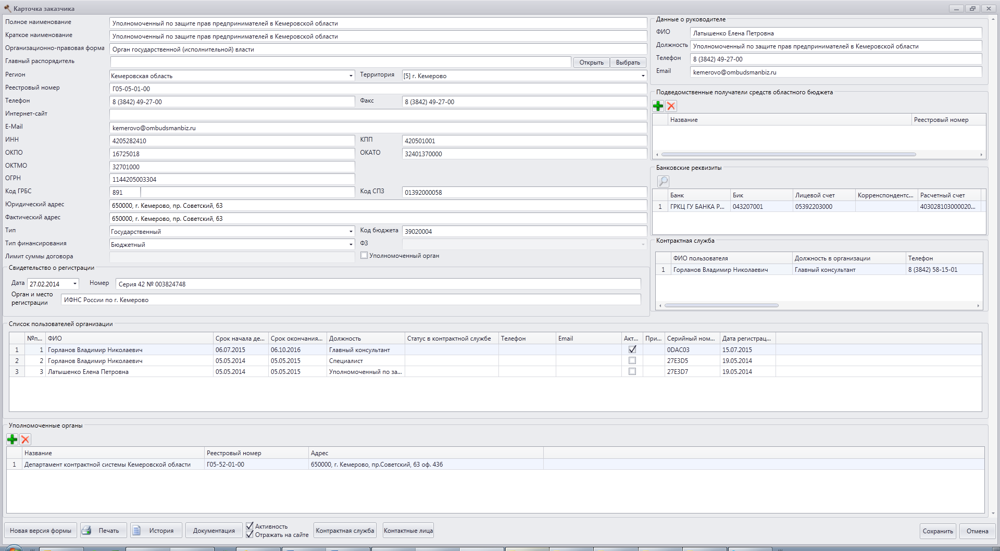 Карточка заказчика
Полное наименование Уполномоченный по защите прав предпринимателей в Кемеровской области
Краткое наименование Уполномоченный по защите прав предпринимателей в Кемеровской области
Организационно-правовая форма Орган государственной (исполнительной) власти
Главный распорядитель Открыть Выбрать
Регион Кемеровская область Территория [5] г. Кемерово
Реестровый номер Г05-05-01-00
Телефон 8 (3842) 49-27-00 Факс 8 (3842) 49-27-00
Интернет-сайт
E-Mail kemerovo@ombudsmanbiz.ru
ИНН 4205282410 КПП 420501001
ОКПО 16725018 ОКАТО 32401370000
ОКТМО 32701000
ОГРН 1144205003304
Код ГРБС 891 Код СПЗ 01392000058
Юридический адрес 650000, г. Кемерово, пр. Советский, 63
Фактический адрес 650000, г. Кемерово, пр. Советский, 63
Тип Государственный Код бюджета 39020004
Тип финансирования Бюджетный ФЗ
Лимит суммы договора Уполномоченный орган
Свидетельство о регистрации
Дата 27.02.2014 Номер Серия 42 № 003824748
Орган и место
регистрации ИФНС России по г. Кемерово
Данные о руководителе
ФИО Латышенко Елена Петровна
Должность Уполномоченный по защите прав предпринимателей в Кемеровской области
Телефон 8 (3842) 49-27-00
Email kemerovo@ombudsmanbiz.ru
Подведомственные получатели средств областного бюджета
Название Реестровый номер
Банковские реквизиты
Банк Бик Лицевой счет Корреспондентс... Расчетный счет
1 ГРКЦ ГУ БАНКА Р... 043207001 05392203000 403028103000020...
Контрактная служба
ФИО пользователя Должность в организации Телефон
1 Горланов Владимир Николаевич Главный консультант 8 (3842) 58-15-01
Список пользователей организации
№п... ФИО Срок начала де... Срок окончания... Должность Статус в контрактной службе Телефон Email Акт... При... Серийный ном... Дата регистрац...
1 1 Горланов Владимир Николаевич 06.07.2015 06.10.2016 Главный консультант 0DAC03 15.07.2015
2 2 Горланов Владимир Николаевич 05.05.2014 05.05.2015 Специалист 27E3D5 19.05.2014
3 3 Латышенко Елена Петровна 05.05.2014 05.05.2015 Уполномоченный по за... 27E3D7 19.05.2014
Уполномоченные органы
Название Реестровый номер Адрес
1 Департамент контрактной системы Кемеровской области Г05-52-01-00 650000, г. Кемерово, пр.Советский, 63 оф. 436
Новая версия формы Печать История Документация Активность Контрактная служба Контактные лица Сохранить Отмена
Отражать на сайте